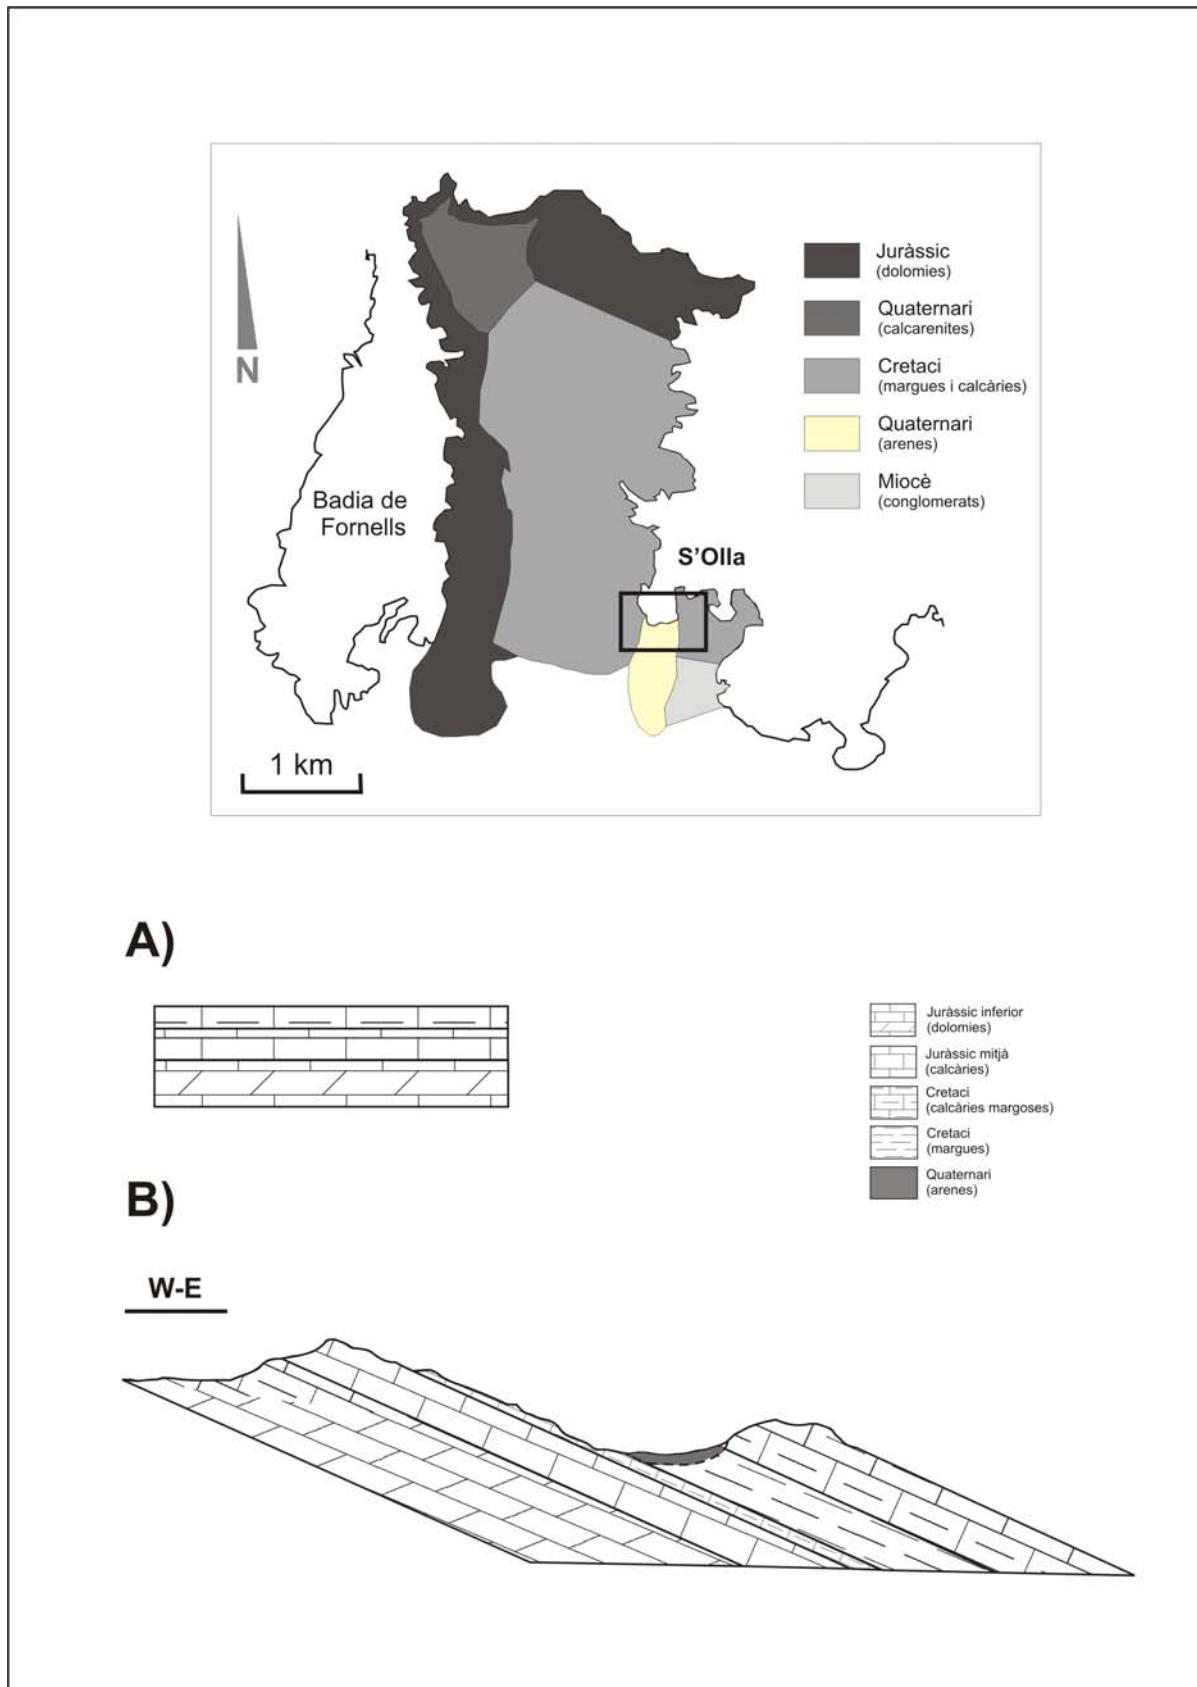 Juràssic
(dolomies)
Quaternari
(calcarenites)
N
Cretaci
(margues i calcàries)
Quaternari
(arenes)
Miocè
(conglomerats)
Badia de
Fornells
S'Olla
1 km
A)
Juràssic inferior
(dolomies)
Juràssic mitjà
(calcàries)
Cretaci
(calcàries margoses)
Cretaci
(margues)
Quaternari
(arenes)
B)
W-E